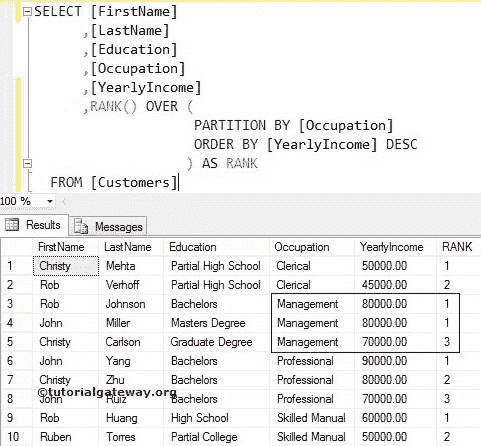 SELECT [FirstName]
,[LastName]
,[Education]
,[Occupation]
,[YearlyIncome]
,RANK() OVER (
PARTITION BY [Occupation]
ORDER BY [YearlyIncome] DESC
) AS RANK
FROM [Customers]
100 %
Results Messages
FirstName LastName Education Occupation YearlyIncome RANK
1 Christy Mehta Partial High School Clerical 50000.00 1
2 Rob Verhoff Partial High School Clerical 45000.00 2
3 Rob Johnson Bachelors Management 80000.00 1
4 John Miller Masters Degree Management 80000.00 1
5 Christy Carlson Graduate Degree Management 70000.00 3
6 John Yang Bachelors Professional 90000.00 1
7 Christy Zhu Bachelors Professional 80000.00 2
©tutorialgateway.org
8 John Ruiz Bachelors Professional 70000.00 3
9 Rob Huang High School Skilled Manual 60000.00 1
10 Ruben Torres Partial College Skilled Manual 50000.00 2